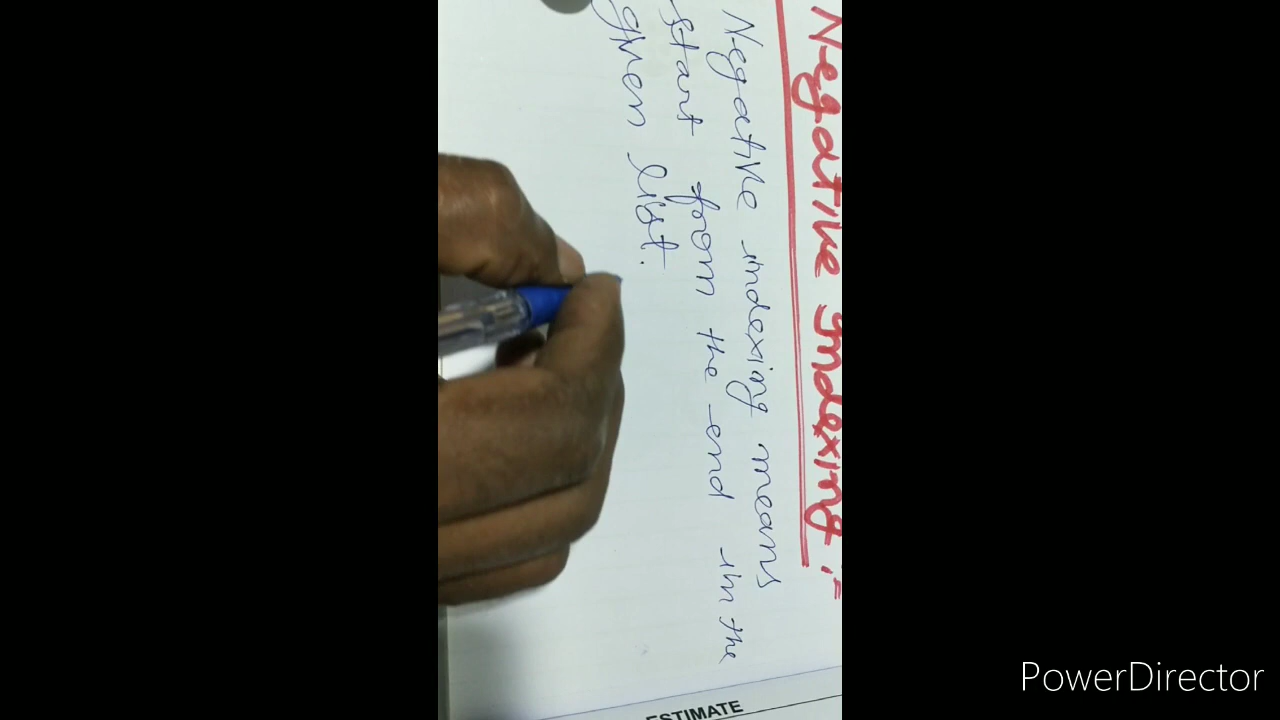 Negative Indexing :-
Negative indexing means
start from the end in the
given list.
ESTIMATE
PowerDirector